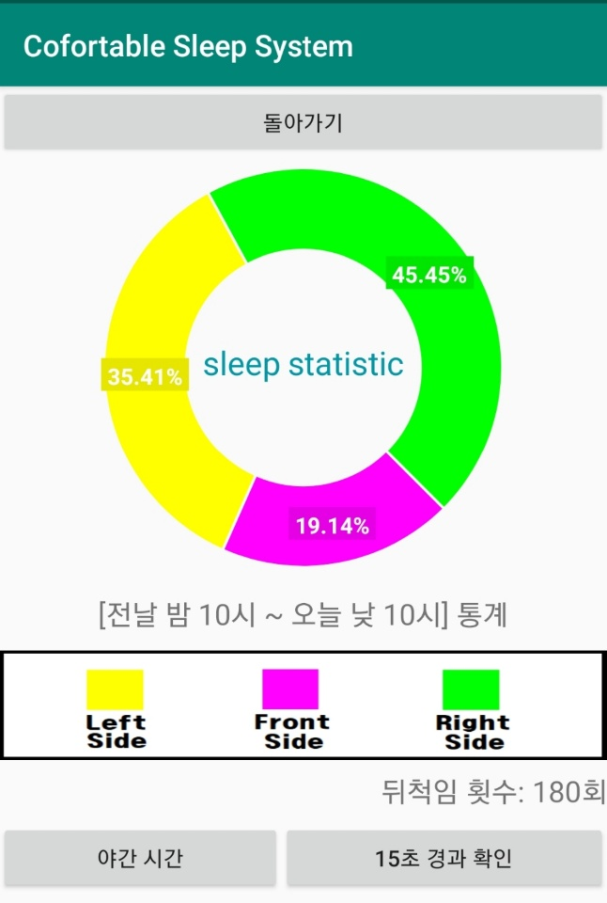 Cofortable Sleep System
돌아가기
45.45%
sleep statistic
35.41%
19.14%
[전날 밤 10시 ~ 오늘 낮 10시] 통계
Left Side
Front Side
Right Side
뒤척임 횟수: 180회
야간 시간
15초 경과 확인